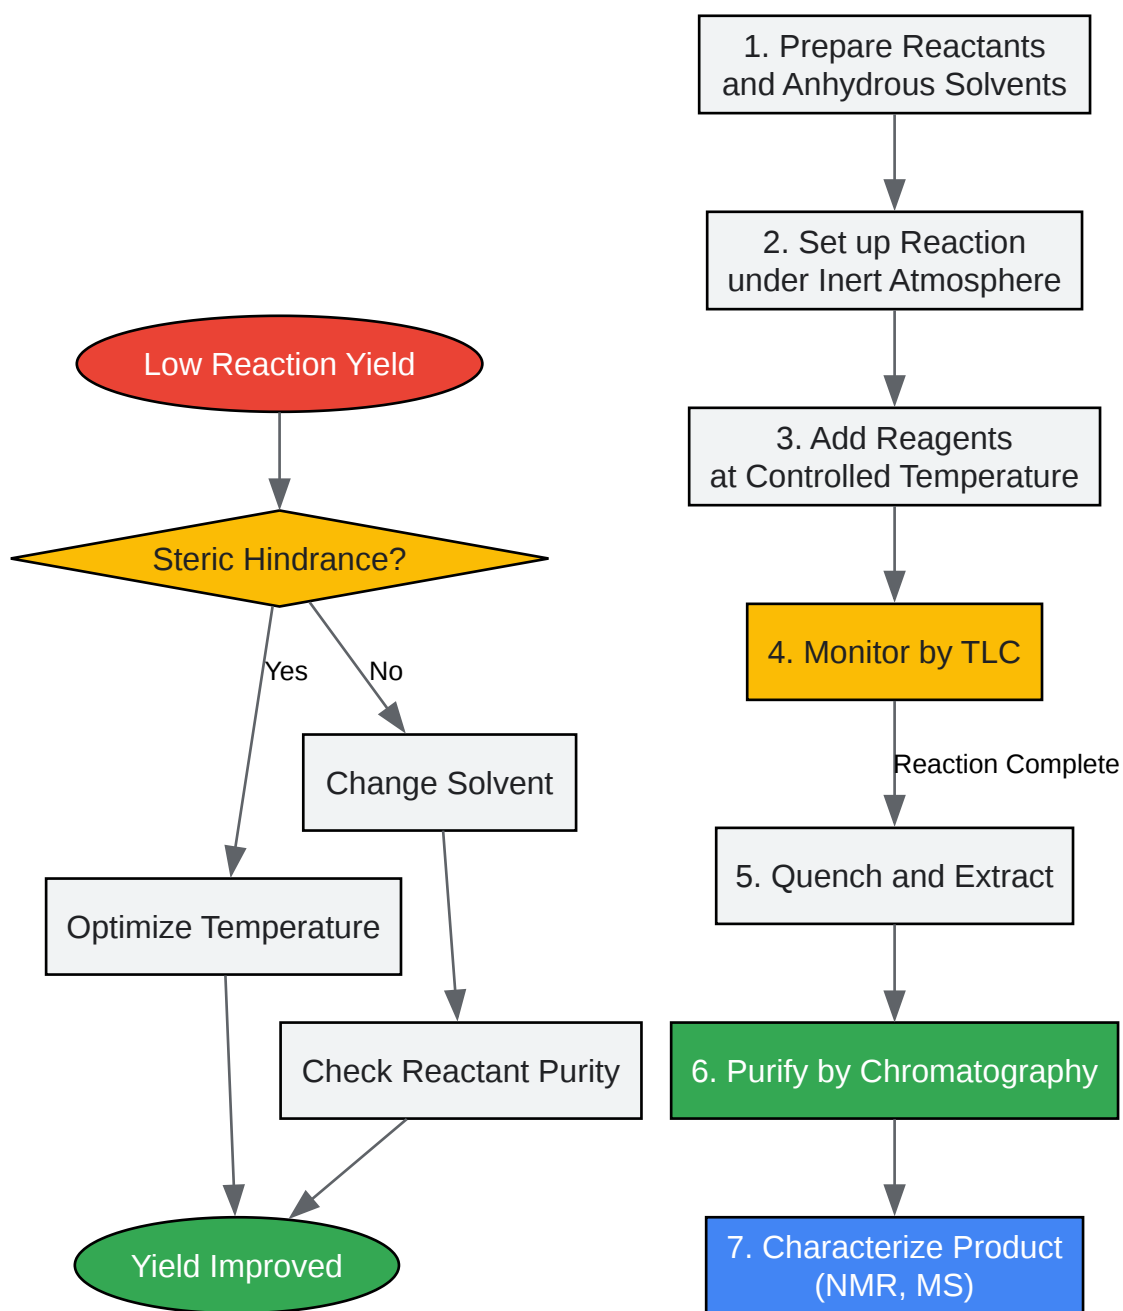 Low Reaction Yield
Steric Hindrance?
Yes
No
Change Solvent
Optimize Temperature
Check Reactant Purity
Yield Improved
1. Prepare Reactants
and Anhydrous Solvents
2. Set up Reaction
under Inert Atmosphere
3. Add Reagents
at Controlled Temperature
4. Monitor by TLC
Reaction Complete
5. Quench and Extract
6. Purify by Chromatography
7. Characterize Product
(NMR, MS)